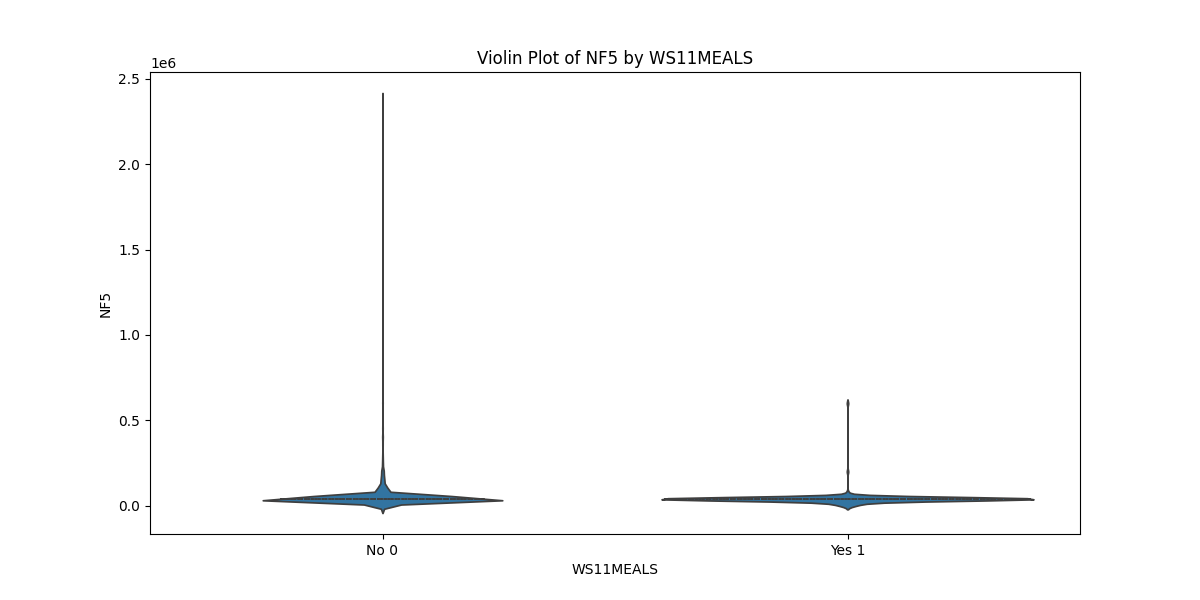 Violin Plot of NF5 by WS11MEALS
1e6
2.5
2.0
1.5
1.0
0.5
0.0
NF5
No 0
Yes 1
WS11MEALS